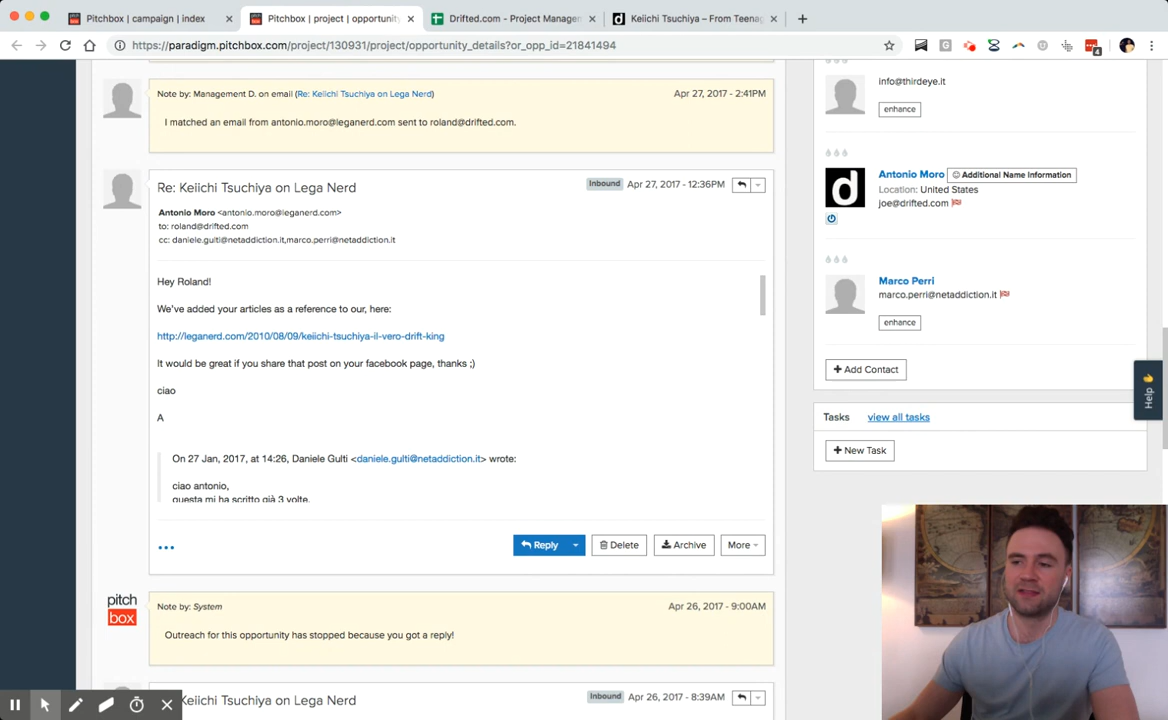 Pitchbox | campaign | index
Pitchbox | project | opportunity
Drifted.com - Project Manage
Keiichi Tsuchiya – From Teenag
https://paradigm.pitchbox.com/project/130931/project/opportunity_details?or_opp_id=21841494
4
Note by: Management D. on email (Re: Keiichi Tsuchiya on Lega Nerd)
Apr 27, 2017 - 2:41PM
I matched an email from antonio.moro@leganerd.com sent to roland@drifted.com.
Re: Keiichi Tsuchiya on Lega Nerd
Inbound Apr 27, 2017 - 12:36PM
Antonio Moro <antonio.moro@leganerd.com>
to: roland@drifted.com
cc: daniele.gulti@netaddiction.it,marco.perri@netaddiction.it
Hey Roland!
We've added your articles as a reference to our, here:
http://leganerd.com/2010/08/09/keiichi-tsuchiya-il-vero-drift-king
It would be great if you share that post on your facebook page, thanks ;)
ciao
A
On 27 Jan, 2017, at 14:26, Daniele Gulti <daniele.gulti@netaddiction.it> wrote:
ciao antonio,
questa mi ha scritto già 3 volte.
Reply
Delete
Archive
More
pitch
box
Note by: System
Apr 26, 2017 - 9:00AM
Outreach for this opportunity has stopped because you got a reply!
Keiichi Tsuchiya on Lega Nerd
Inbound Apr 26, 2017 - 8:39AM
info@thirdeye.it
enhance
d
Antonio Moro
Additional Name Information
Location: United States
joe@drifted.com
Marco Perri
marco.perri@netaddiction.it
enhance
+ Add Contact
Help
Tasks view all tasks
+ New Task